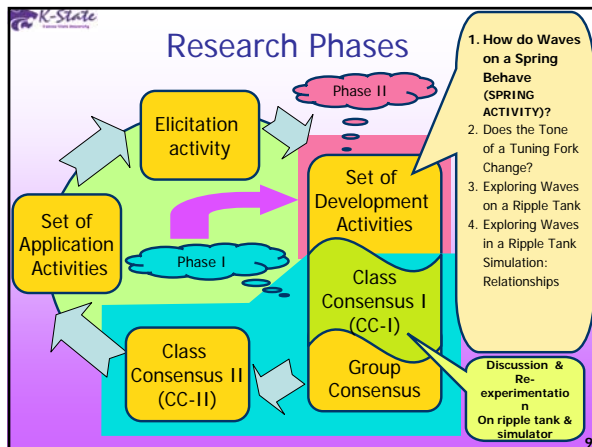 K-State
Kansas State University
Research Phases
Phase II
Elicitation
activity
Set of
Development
Activities
Set of
Application
Activities
Phase I
Class
Consensus I
(CC-I)
Class
Consensus II
(CC-II)
Group
Consensus
1. How do Waves
on a Spring
Behave
(SPRING
ACTIVITY)?
2. Does the Tone
of a Tuning Fork
Change?
3. Exploring Waves
on a Ripple Tank
4. Exploring Waves
in a Ripple Tank
Simulation:
Relationships
Discussion &
Re-
experimentatio
n
On ripple tank &
simulator
9